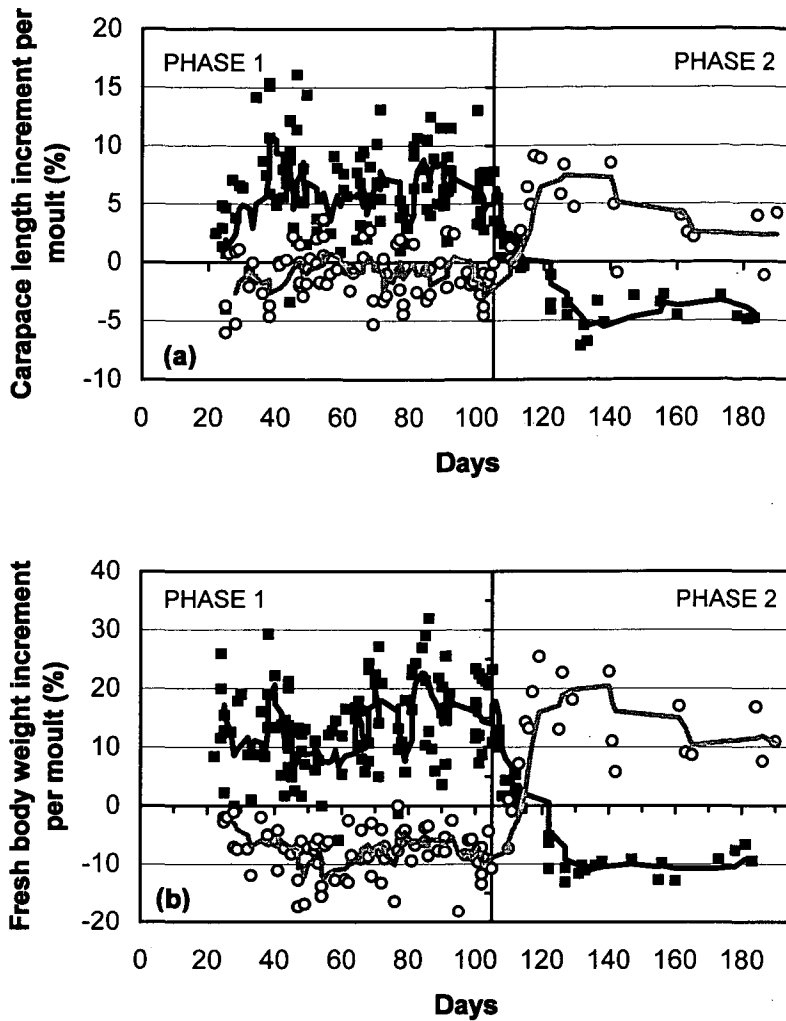 Carapace length increment per
moult (%)
20
15
10
5
0
-5
-10
PHASE 1
PHASE 2
(a)
0 20 40 60 80 100 120 140 160 180
Days
Fresh body weight increment
per moult (%)
40
30
20
10
0
-10
-20
PHASE 1
PHASE 2
(b)
0 20 40 60 80 100 120 140 160 180
Days